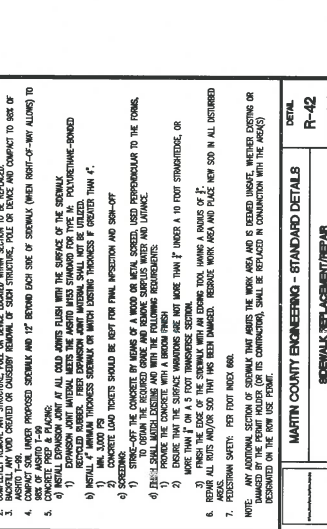 3. BACKFILL ANY VOID CREATED OR CAUSED BY REMOVAL OF SUCH STRUCTURE, POLE OR DEVICE AND COMPACT TO 98% OF
AASHTO T-99.
4. COMPACT SOIL UNDER PROPOSED SIDEWALK AND 12" BEYOND EACH SIDE OF SIDEWALK (WHEN RIGHT-OF-WAY ALLOWS) TO
98% OF AASHTO T-99
5. CONCRETE PREP & PLACING:
a) INSTALL EXPANSION JOINT AT ALL COLD JOINTS FLUSH WITH THE SURFACE OF THE SIDEWALK
1) EXPANSION JOINT MATERIAL MEETS THE AASHTO M153 STANDARD FOR TYPE IV: POLYURETHANE-BONDED
RECYCLED RUBBER. FIBER EXPANSION JOINT MATERIAL SHALL NOT BE UTILIZED.
b) INSTALL 4" MINIMUM THICKNESS SIDEWALK OR MATCH EXISTING THICKNESS IF GREATER THAN 4".
1) MIN. 3,000 PSI
2) CONCRETE LOAD TICKETS SHOULD BE KEPT FOR FINAL INSPECTION AND SIGN-OFF
c) SCREEDING:
1) STRIKE-OFF THE CONCRETE BY MEANS OF A WOOD OR METAL SCREED, USED PERPENDICULAR TO THE FORMS,
TO OBTAIN THE REQUIRED GRADE AND REMOVE SURPLUS WATER AND LAITANCE.
d) SHALL MATCH EXISTING AND WITH THE FOLLOWING REQUIREMENTS:
1) PROVIDE THE CONCRETE WITH A BROOM FINISH
2) ENSURE THAT THE SURFACE VARIATIONS ARE NOT MORE THAN UNDER A 10 FOOT STRAIGHTEDGE, OR
MORE THAN ON A 5 FOOT TRANSVERSE SECTION.
3) FINISH THE EDGE OF THE SIDEWALK WITH AN EDGING TOOL HAVING A RADIUS OF
6. REPAIR ALL RUTS AND/OR SOD THAT HAS BEEN DAMAGED. REGRADE WORK AREA AND PLACE NEW SOD IN ALL DISTURBED
AREAS.
7. PEDESTRIAN SAFETY: PER FDOT INDEX 660.
NOTE: ANY ADDITIONAL SECTION OF SIDEWALK THAT ABUTS THE WORK AREA AND IS DEEMED UNSAFE, WHETHER EXISTING OR
DAMAGED BY THE PERMIT HOLDER (OR ITS CONTRACTOR), SHALL BE REPLACED IN CONJUNCTION WITH THE AREA(S)
DESIGNATED ON THE ROW USE PERMIT.
MARTIN COUNTY ENGINEERING - STANDARD DETAILS
DETAIL
SIDEWALK REPLACEMENT/REPAIR
R-42